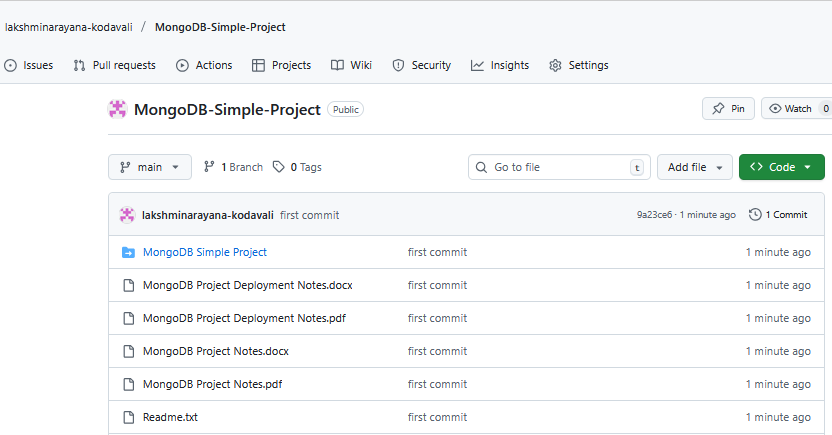 lakshminarayana-kodavali / MongoDB-Simple-Project
Issues Pull requests Actions Projects Wiki Security Insights Settings
MongoDB-Simple-Project Public Pin Watch 0
main 1 Branch 0 Tags Go to file t Add file Code
lakshminarayana-kodavali first commit 9a23ce6 · 1 minute ago 1 Commit
MongoDB Simple Project first commit 1 minute ago
MongoDB Project Deployment Notes.docx first commit 1 minute ago
MongoDB Project Deployment Notes.pdf first commit 1 minute ago
MongoDB Project Notes.docx first commit 1 minute ago
MongoDB Project Notes.pdf first commit 1 minute ago
Readme.txt first commit 1 minute ago